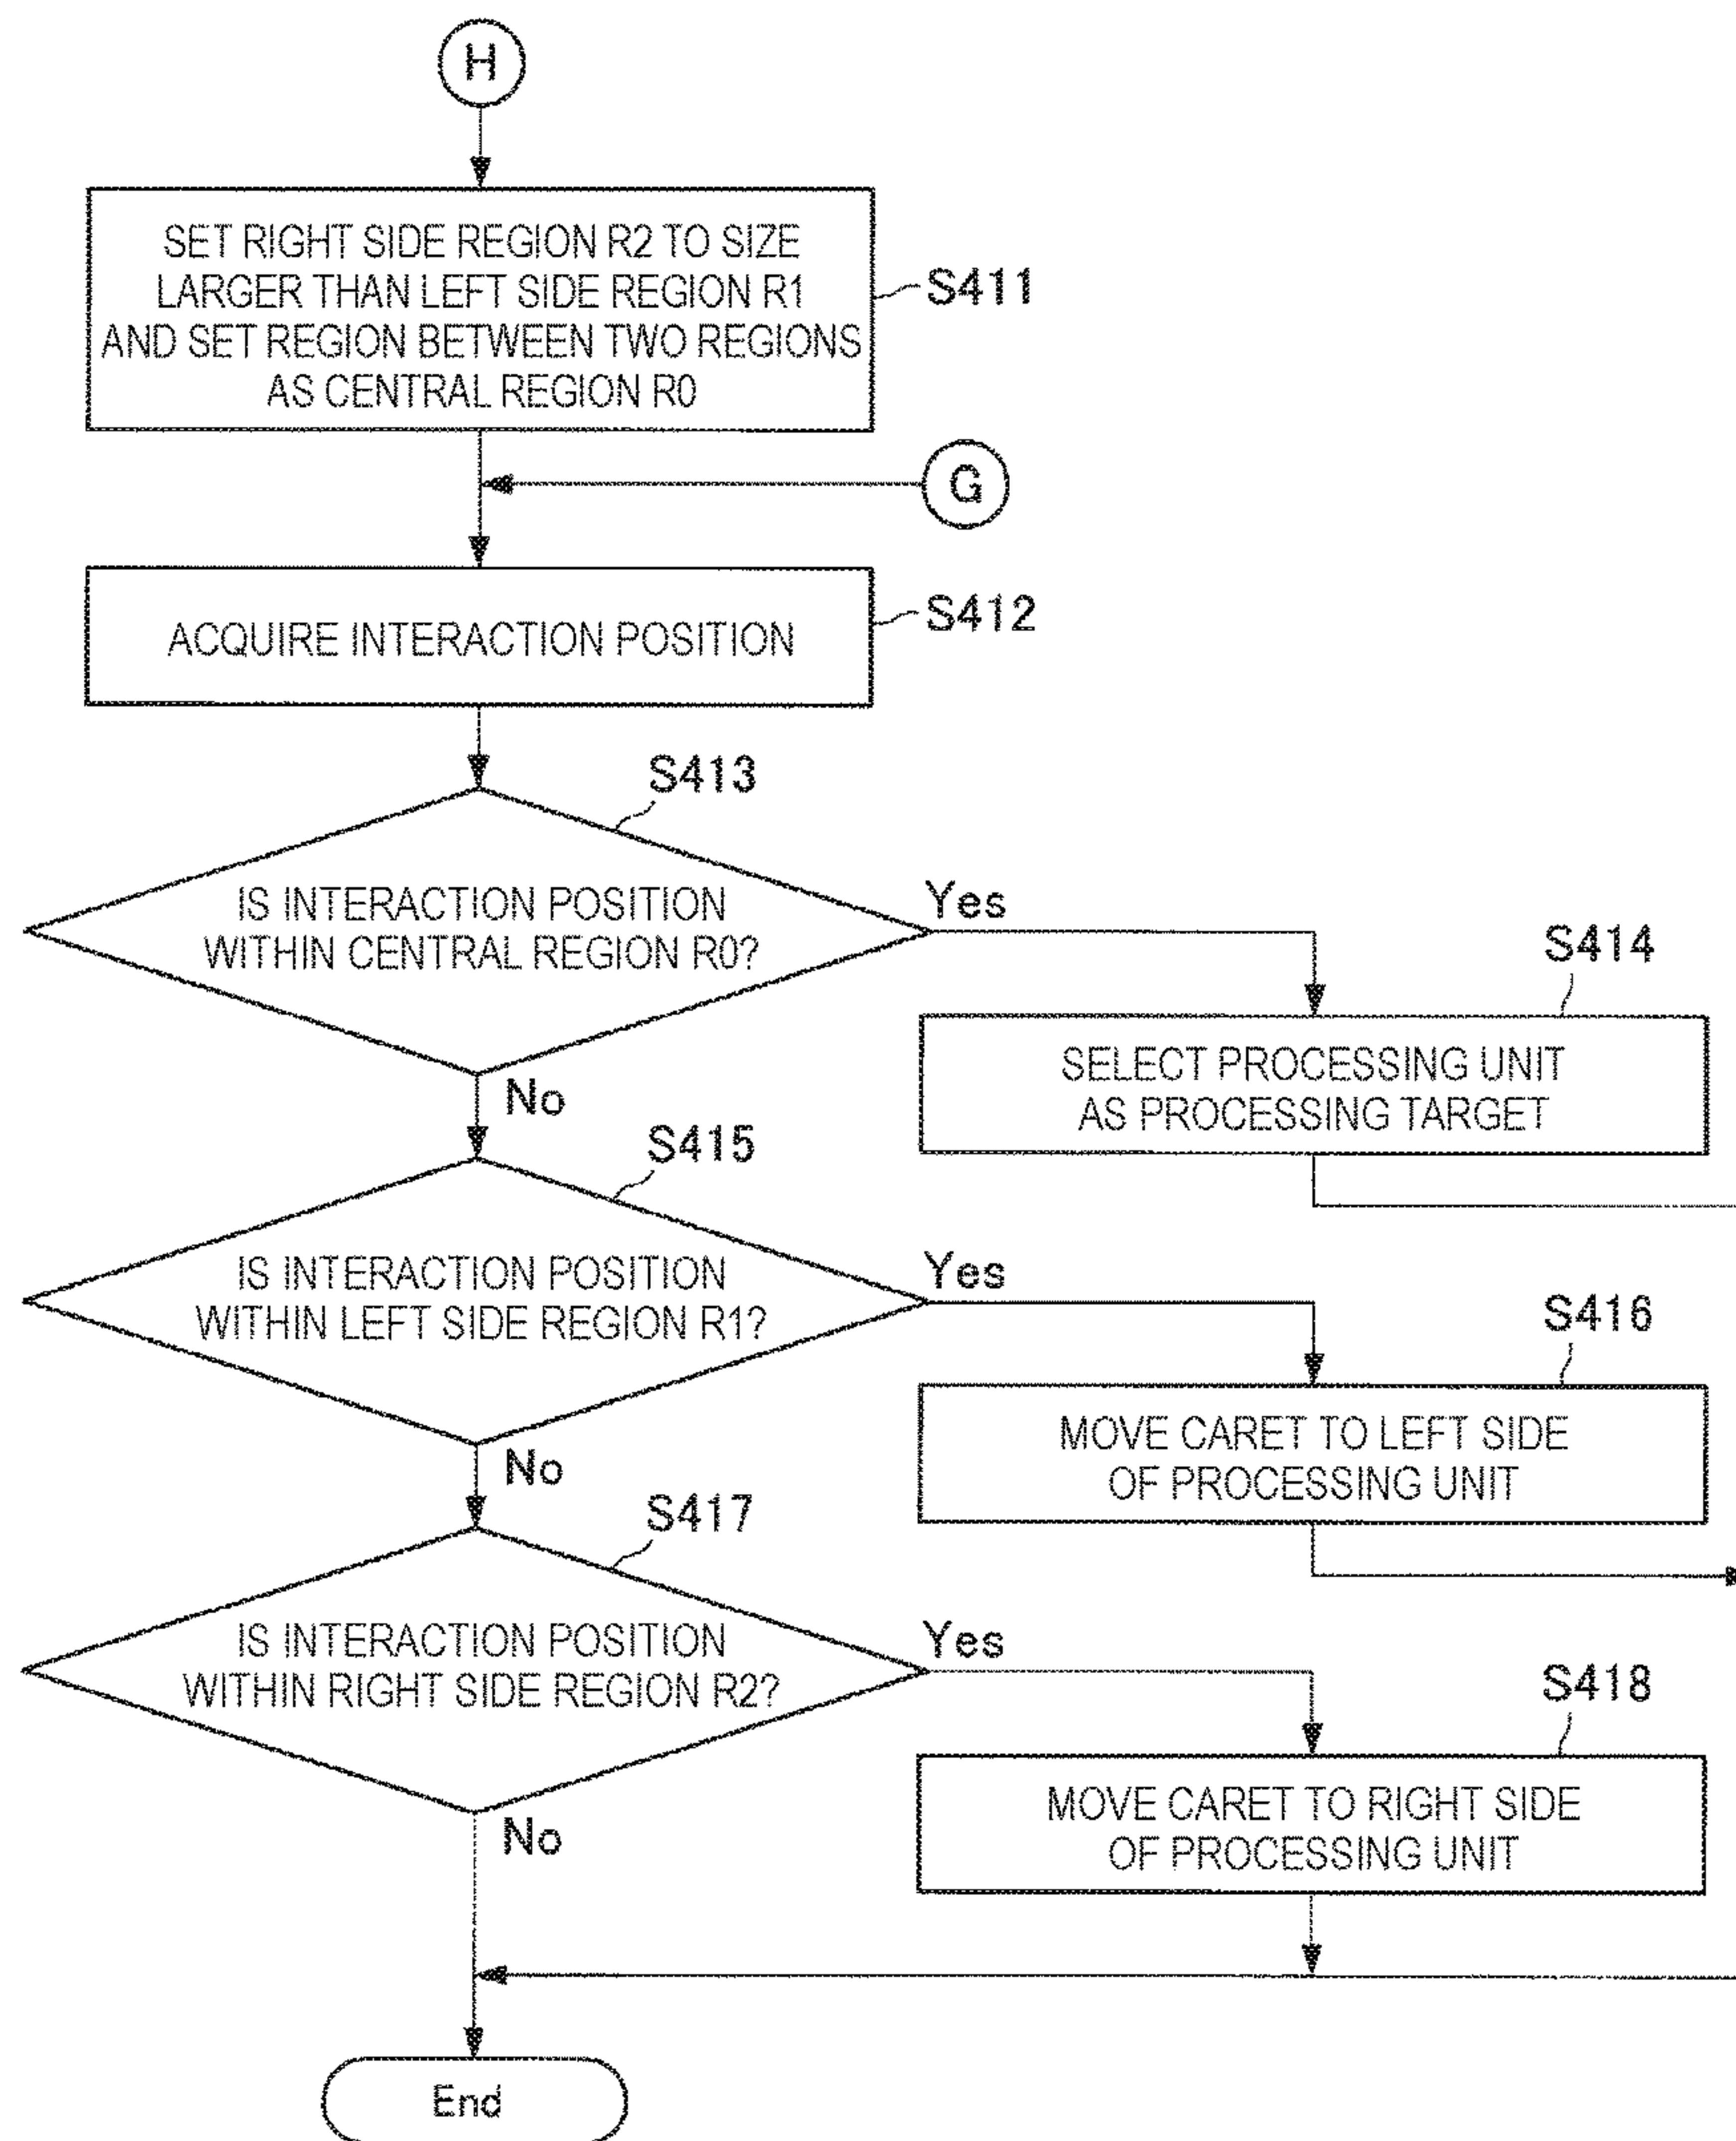 H
SET RIGHT SIDE REGION R2 TO SIZE
LARGER THAN LEFT SIDE REGION R1
AND SET REGION BETWEEN TWO REGIONS
AS CENTRAL REGION R0
S411
G
ACQUIRE INTERACTION POSITION
S412
S413
IS INTERACTION POSITION
WITHIN CENTRAL REGION R0?
Yes
No
S414
SELECT PROCESSING UNIT
AS PROCESSING TARGET
S415
IS INTERACTION POSITION
WITHIN LEFT SIDE REGION R1?
Yes
No
S416
MOVE CARET TO LEFT SIDE
OF PROCESSING UNIT
S417
IS INTERACTION POSITION
WITHIN RIGHT SIDE REGION R2?
Yes
No
S418
MOVE CARET TO RIGHT SIDE
OF PROCESSING UNIT
End